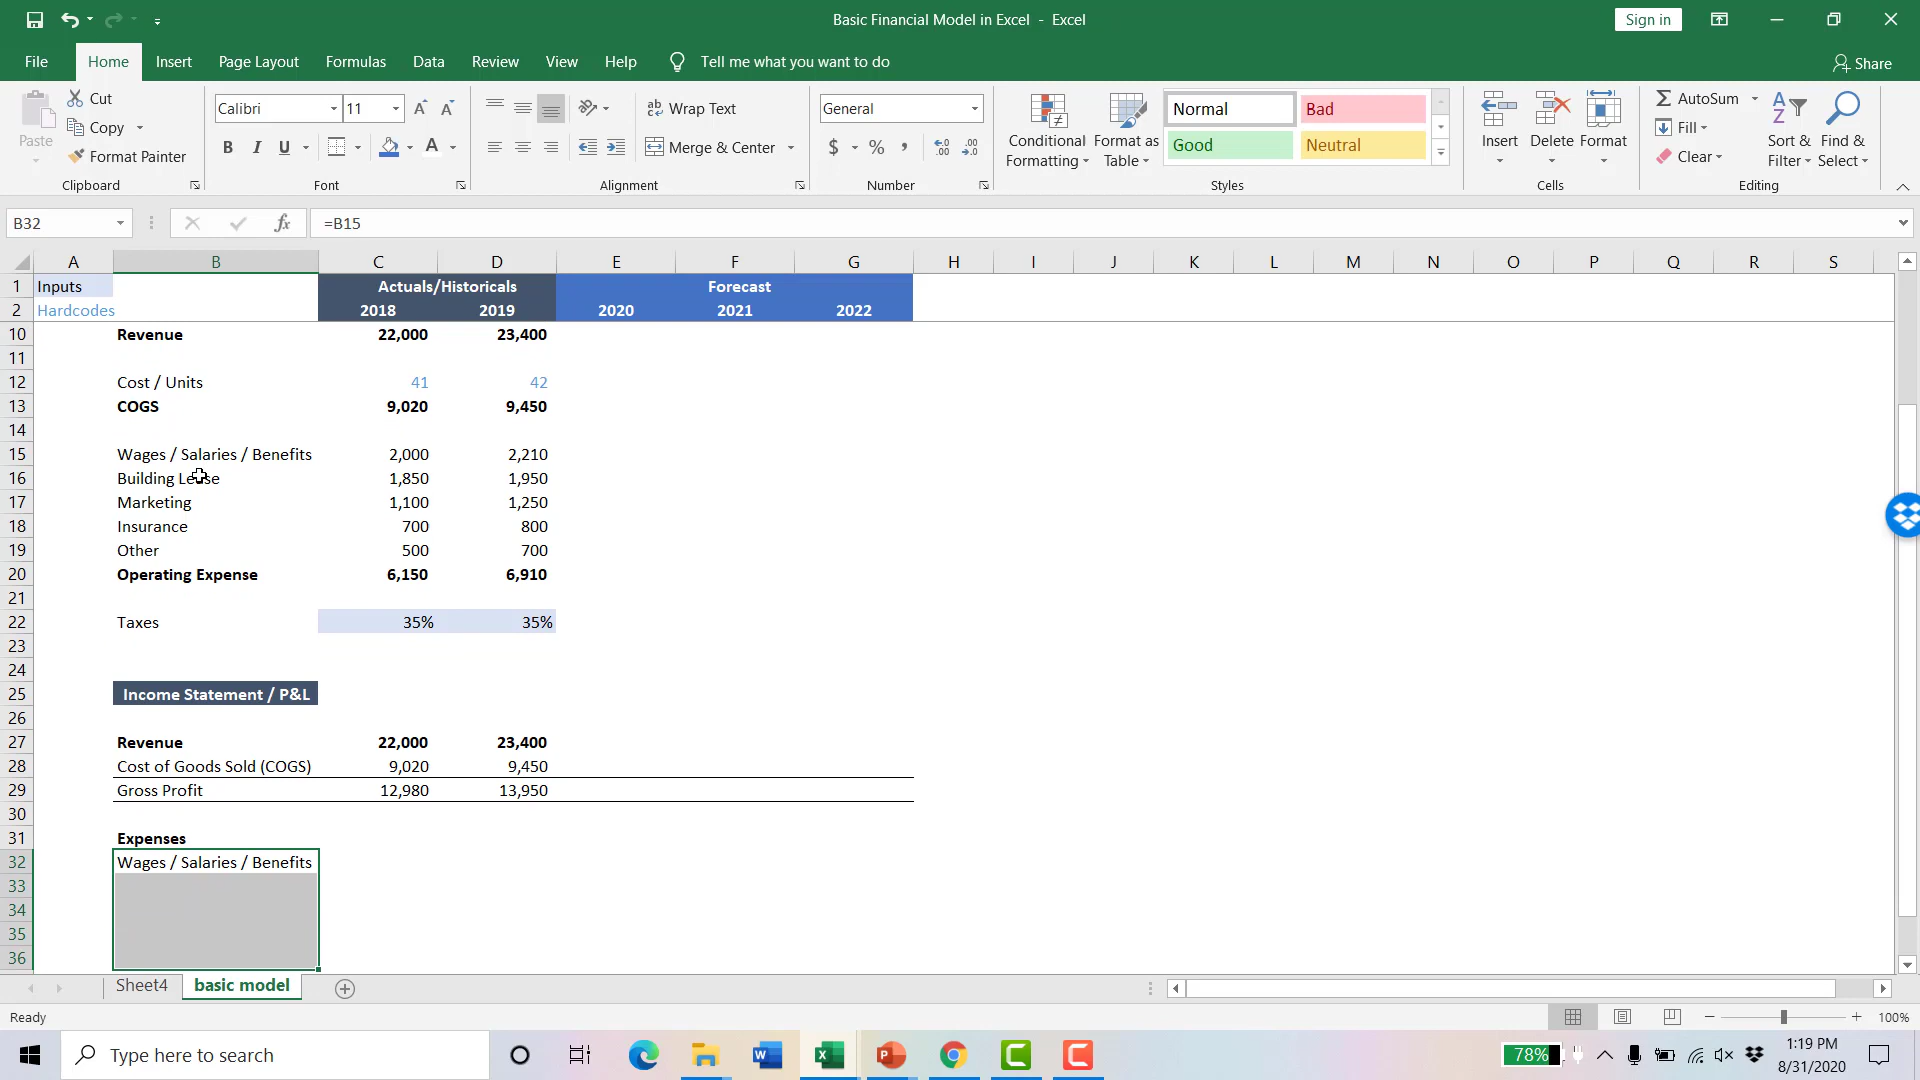 Basic Financial Model in Excel - Excel
Sign in
File Home Insert Page Layout Formulas Data Review View Help Tell me what you want to do Share
Paste Cut Copy Format Painter Clipboard
Calibri 11 A A B I U A Font
Wrap Text Merge & Center Alignment
General $ % , Number
Conditional Formatting Format as Table Normal Bad Good Neutral Styles
Insert Delete Format Cells
AutoSum Fill Clear Sort & Filter Find & Select Editing
B32 fx =B15
A B C D E F G H I J K L M N O P Q R S
1 Inputs Actuals/Historicals Forecast
2 Hardcodes 2018 2019 2020 2021 2022
10 Revenue 22,000 23,400
11
12 Cost / Units 41 42
13 COGS 9,020 9,450
14
15 Wages / Salaries / Benefits 2,000 2,210
16 Building Lease 1,850 1,950
17 Marketing 1,100 1,250
18 Insurance 700 800
19 Other 500 700
20 Operating Expense 6,150 6,910
21
22 Taxes 35% 35%
23
24
25 Income Statement / P&L
26
27 Revenue 22,000 23,400
28 Cost of Goods Sold (COGS) 9,020 9,450
29 Gross Profit 12,980 13,950
30
31 Expenses
32 Wages / Salaries / Benefits
33
34
35
36
Sheet4 basic model
Ready 100%
Type here to search 78% 1:19 PM
8/31/2020